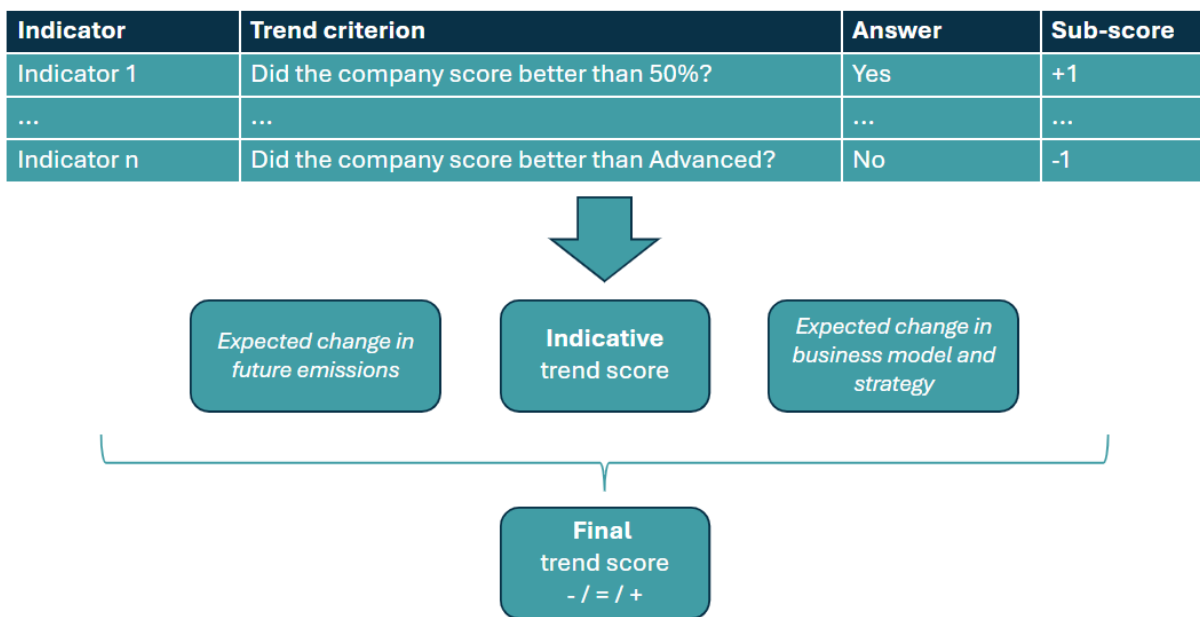 Indicator Trend criterion Answer Sub-score
Indicator 1 Did the company score better than 50%? Yes +1
... ... ... ...
Indicator n Did the company score better than Advanced? No -1
Expected change in
future emissions
Indicative
trend score
Expected change in
business model and
strategy
Final
trend score
- / = / +